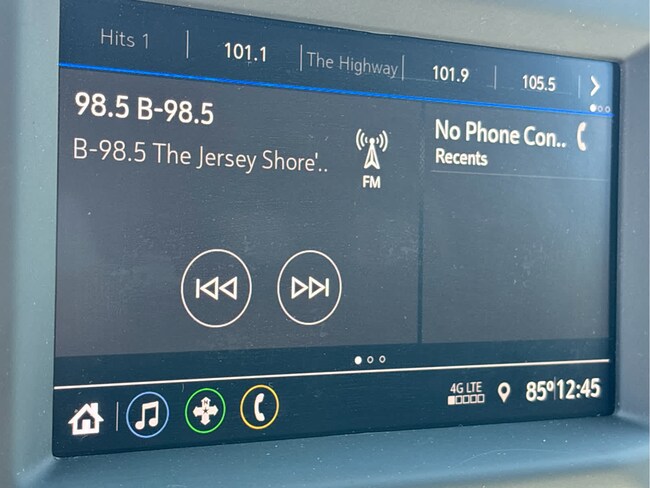 Hits 1
101.1
The Highway
101.9
105.5
98.5 B-98.5
B-98.5 The Jersey Shore'..
FM
No Phone Con..
Recents
N
4G LTE
85° 12:45